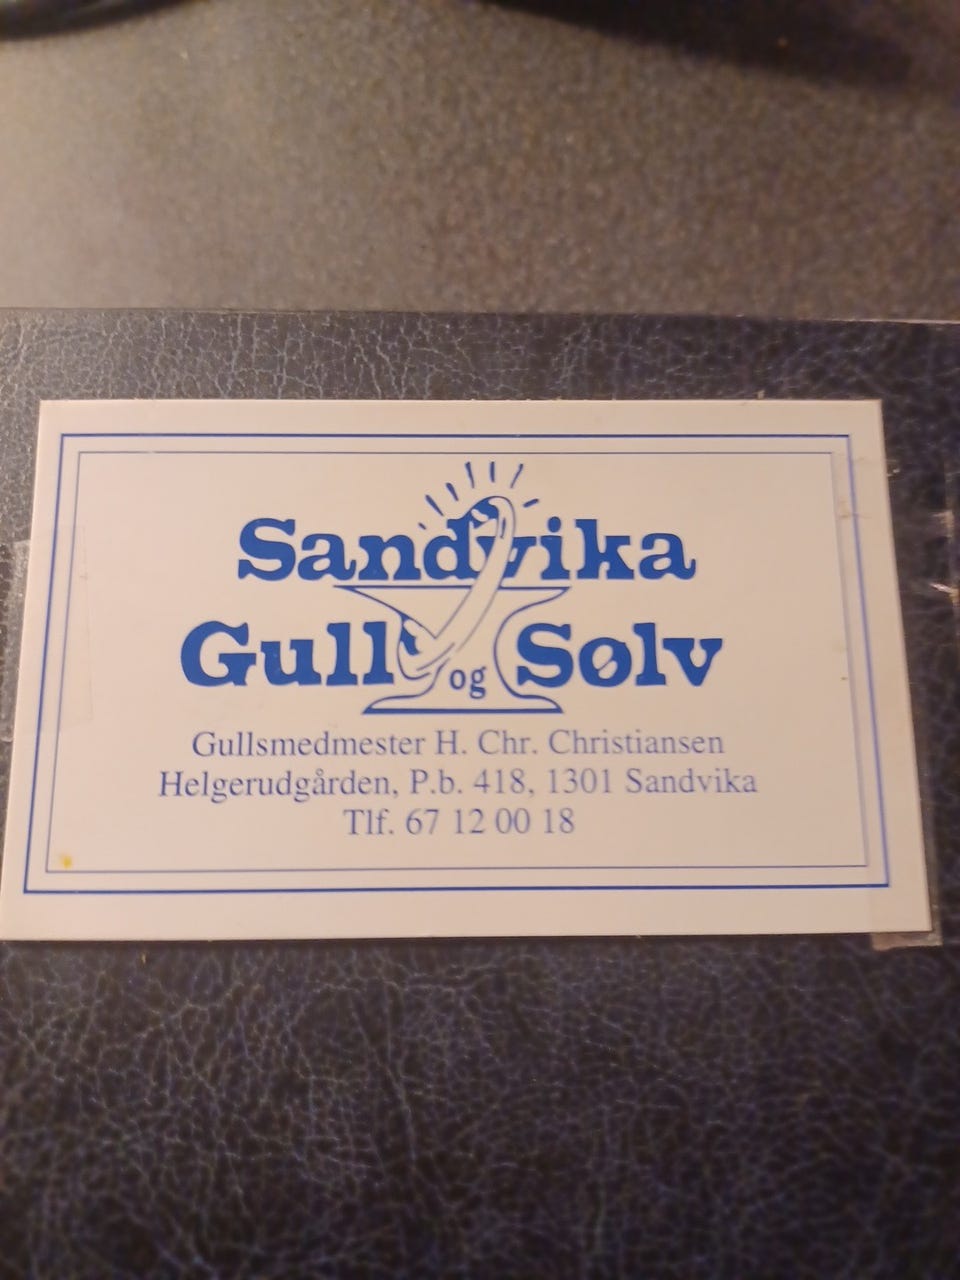 Sandvika
Gull og Sølv
Gullsmedmester H. Chr. Christiansen
Helgerudgården, P.b. 418, 1301 Sandvika
Tlf. 67 12 00 18